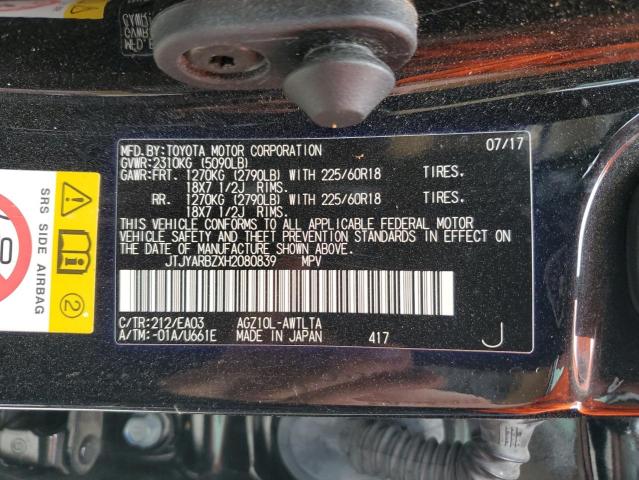 MFD. BY: TOYOTA MOTOR CORPORATION 07/17
GVWR: 2310KG (5090LB)
GAWR: FRT. 1270KG (2790LB) WITH 225/60R18 TIRES.
18X7 1/2J RIMS.
RR. 1270KG (2790LB) WITH 225/60R18 TIRES.
18X7 1/2J RIMS.
THIS VEHICLE CONFORMS TO ALL APPLICABLE FEDERAL MOTOR
VEHICLE SAFETY AND THEFT PREVENTION STANDARDS IN EFFECT ON
THE DATE OF MANUFACTURE SHOWN ABOVE.
JTJYARBZXH2080839 MPV
C/TR: 212/EA03 AGZ10L-AWTLTA
A/TM: -01A/U661E MADE IN JAPAN 417 J
SRS SIDE AIRBAG
2